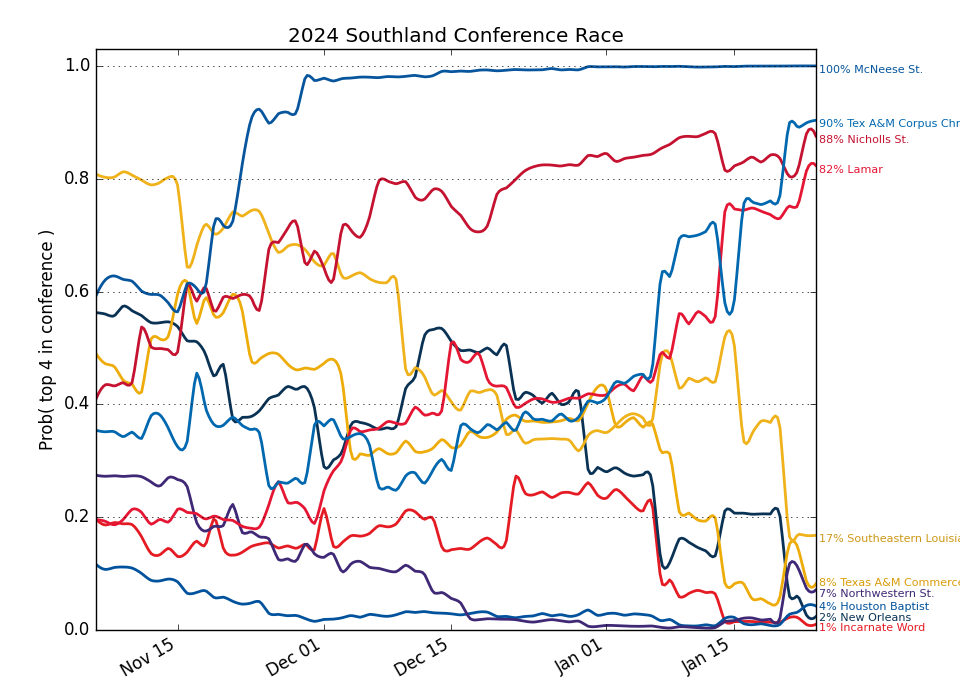 2024 Southland Conference Race
Prob( top 4 in conference )
1.0
0.8
0.6
0.4
0.2
0.0
Nov 15
Dec 01
Dec 15
Jan 01
Jan 15
100% McNeese St.
90% Tex A&M Corpus Chr
88% Nicholls St.
82% Lamar
17% Southeastern Louisia
8% Texas A&M Commerce
7% Northwestern St.
4% Houston Baptist
2% New Orleans
1% Incarnate Word